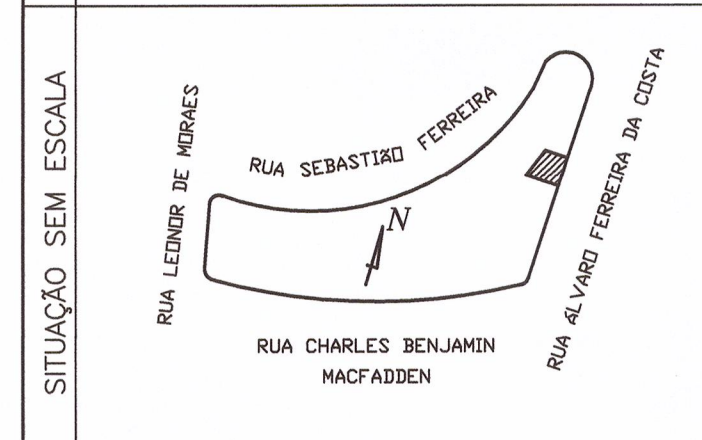 SITUAÇÃO SEM ESCALA
RUA LEONOR DE MORAES
RUA SEBASTIÃO FERREIRA
RUA ÁLVARO FERREIRA DA COSTA
N
RUA CHARLES BENJAMIN
MACFADDEN